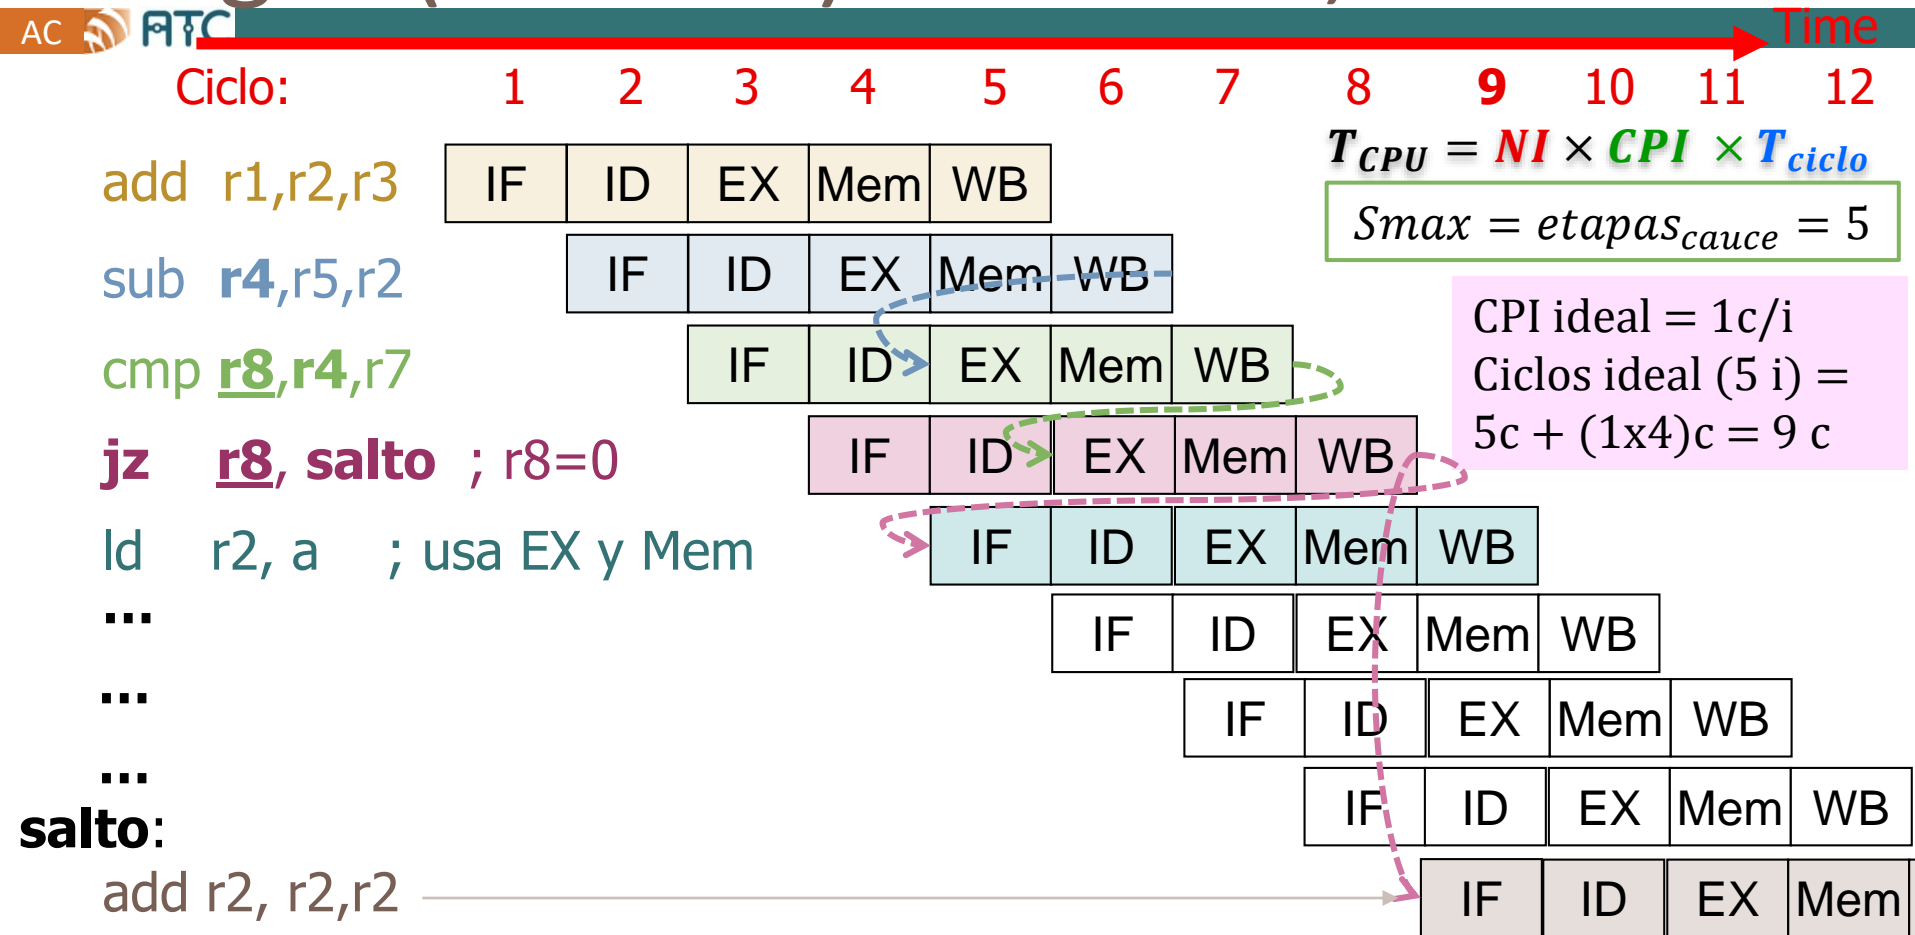 AC ATC
Time
Ciclo: 1 2 3 4 5 6 7 8 9 10 11 12
T_CPU = NI × CPI × T_ciclo
add r1,r2,r3 IF ID EX Mem WB
Smax = etapas_cauce = 5
sub r4,r5,r2 IF ID EX Mem WB
CPI ideal = 1c/i
Ciclos ideal (5 i) =
5c + (1x4)c = 9 c
cmp r8,r4,r7 IF ID EX Mem WB
jz r8, salto ; r8=0 IF ID EX Mem WB
ld r2, a ; usa EX y Mem IF ID EX Mem WB
... IF ID EX Mem WB
... IF ID EX Mem WB
... IF ID EX Mem WB
salto:
add r2, r2,r2 IF ID EX Mem